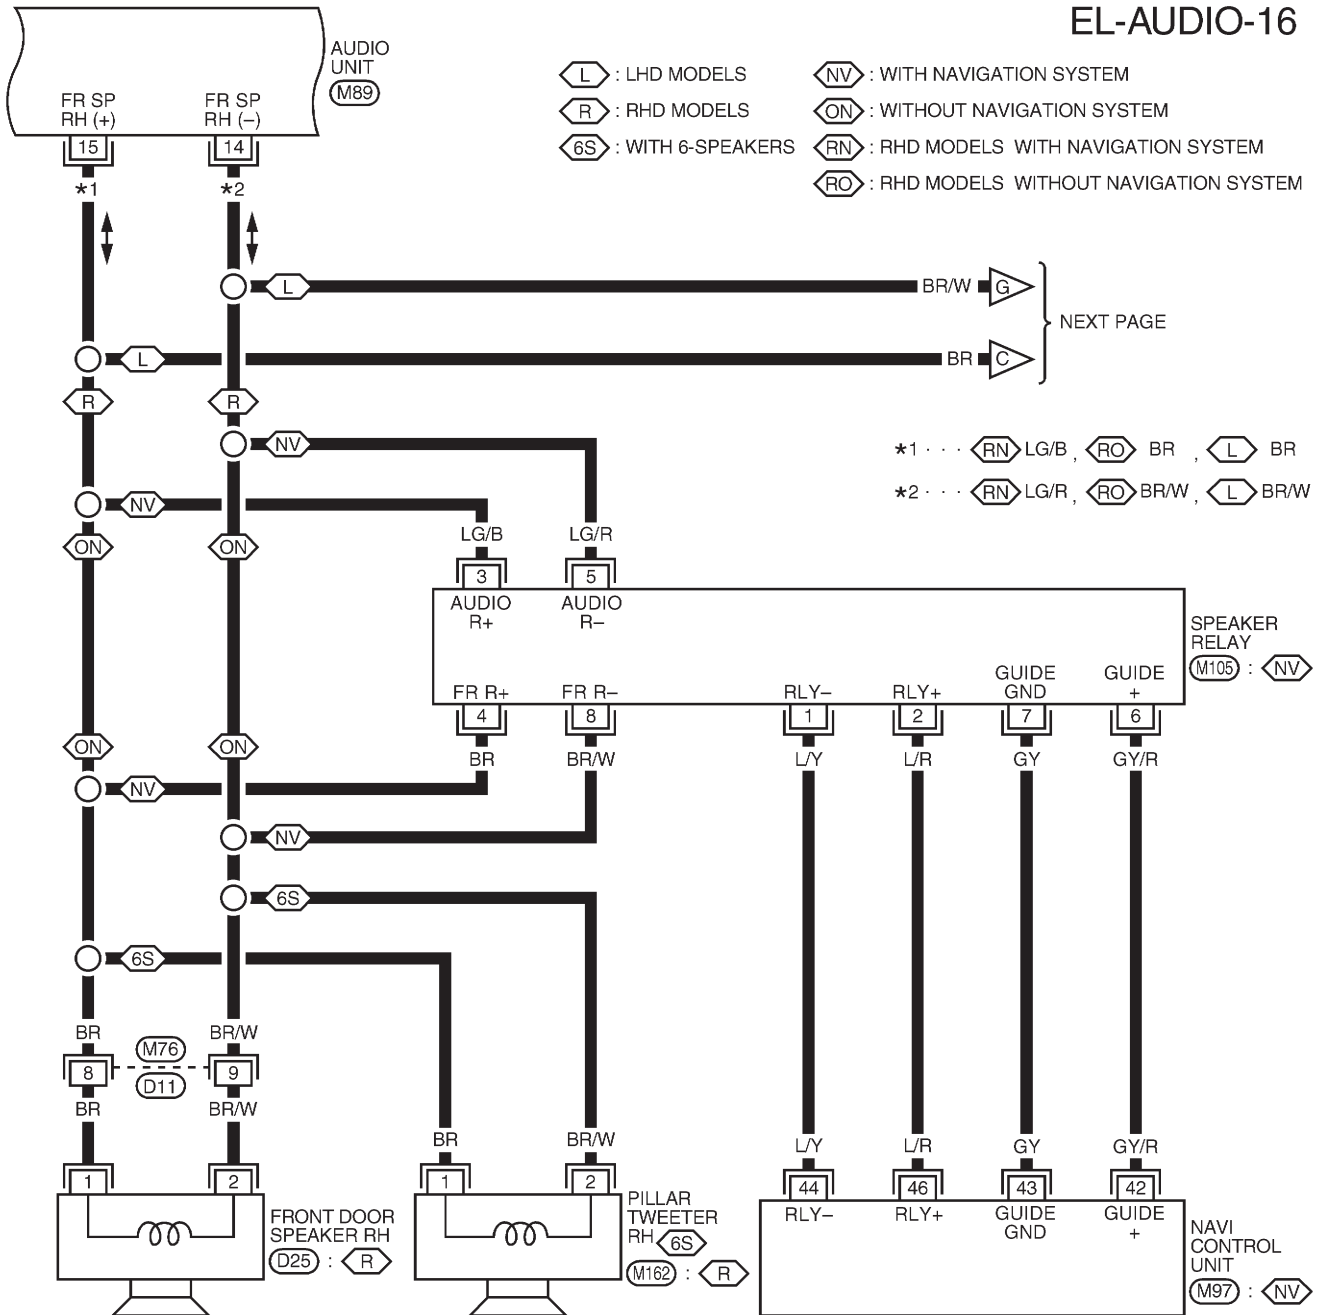 EL-AUDIO-16
AUDIO
UNIT
M89
FR SP
RH (+)
FR SP
RH (–)
15
14
*1
*2
L : LHD MODELS
R : RHD MODELS
6S : WITH 6-SPEAKERS
NV : WITH NAVIGATION SYSTEM
ON : WITHOUT NAVIGATION SYSTEM
RN : RHD MODELS WITH NAVIGATION SYSTEM
RO : RHD MODELS WITHOUT NAVIGATION SYSTEM
L
BR/W
G
L
BR
C
NEXT PAGE
R
R
NV
NV
*1 · · · RN LG/B , RO BR , L BR
*2 · · · RN LG/R , RO BR/W , L BR/W
ON
ON
LG/B
LG/R
3
5
AUDIO
R+
AUDIO
R–
SPEAKER
RELAY
M105 : NV
FR R+
FR R–
RLY–
RLY+
GUIDE
GND
GUIDE
+
4
8
1
2
7
6
BR
BR/W
L/Y
L/R
GY
GY/R
ON
ON
NV
NV
6S
6S
BR
BR/W
M76
8
9
D11
BR
BR/W
BR
BR/W
L/Y
L/R
GY
GY/R
1
2
1
2
44
46
43
42
FRONT DOOR
SPEAKER RH
D25 : R
PILLAR
TWEETER
RH 6S
M162 : R
RLY–
RLY+
GUIDE
GND
GUIDE
+
NAVI
CONTROL
UNIT
M97 : NV